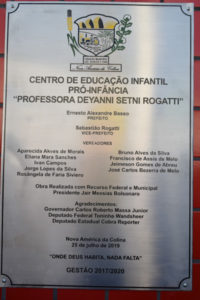 CENTRO DE EDUCAÇÃO INFANTIL
PRÓ-INFÂNCIA
"PROFESSORA DEYANNI SETNI ROGATTI"
Ernesto Alexandre Basso
PREFEITO
Sebastião Rogatti
VICE-PREFEITO
VEREADORES
Aparecida Alves de Morais
Bruno Alves da Silva
Eliana Mara Sanches
Francisco de Assis de Melo
Ivan Campos
Jeimeson Gomes de Abreu
Jorge Lopes da Silva
José Carlos Bezerra de Melo
Rosângela de Faria Siviero
Obra Realizada com Recurso Federal e Municipal
Presidente Jair Messias Bolsonaro
Agradecimentos:
Governador Carlos Roberto Massa Junior
Deputado Federal Toninho Wandscheer
Deputado Estadual Cobra Repórter
Nova América da Colina
25 de julho de 2019
"ONDE DEUS HABITA, NADA FALTA"
GESTÃO 2017/2020